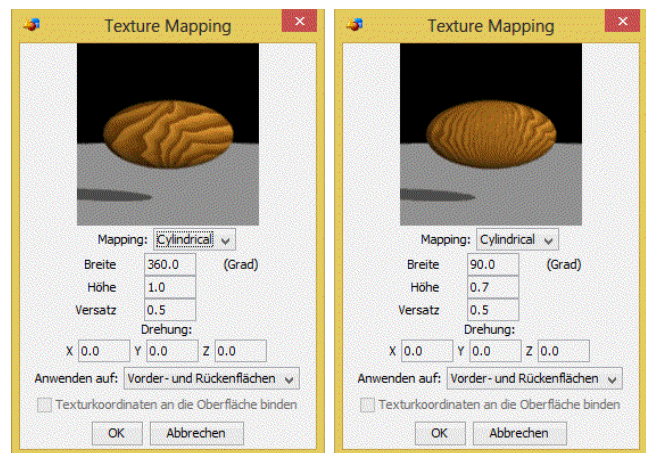 Texture Mapping
Mapping: Cylindrical
Breite 360.0 (Grad)
Höhe 1.0
Versatz 0.5
Drehung:
X 0.0 Y 0.0 Z 0.0
Anwenden auf: Vorder- und Rückenflächen
Texturkoordinaten an die Oberfläche binden
OK Abbrechen
Texture Mapping
Mapping: Cylindrical
Breite 90.0 (Grad)
Höhe 0.7
Versatz 0.5
Drehung:
X 0.0 Y 0.0 Z 0.0
Anwenden auf: Vorder- und Rückenflächen
Texturkoordinaten an die Oberfläche binden
OK Abbrechen